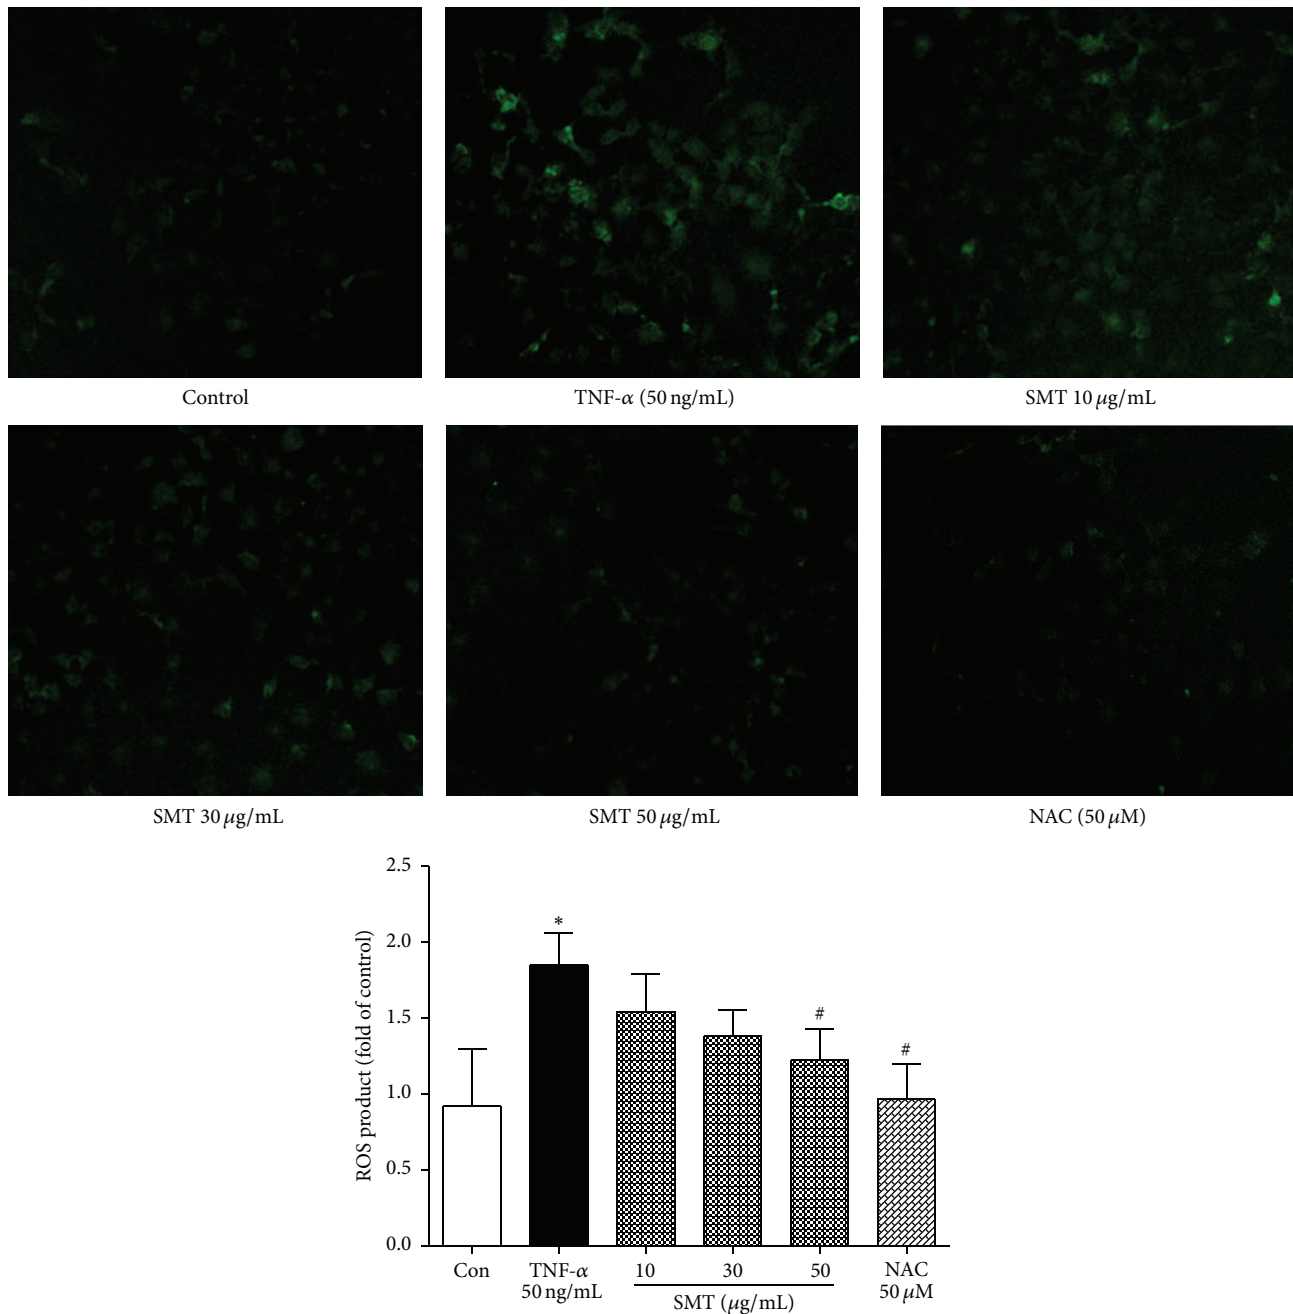 Control
TNF-α (50 ng/mL)
SMT 10 μg/mL
SMT 30 μg/mL
SMT 50 μg/mL
NAC (50 μM)
ROS product (fold of control)
2.5
2.0
1.5
1.0
0.5
0.0
*
#
#
Con
TNF-α
50 ng/mL
10
30
50
SMT (μg/mL)
NAC
50 μM